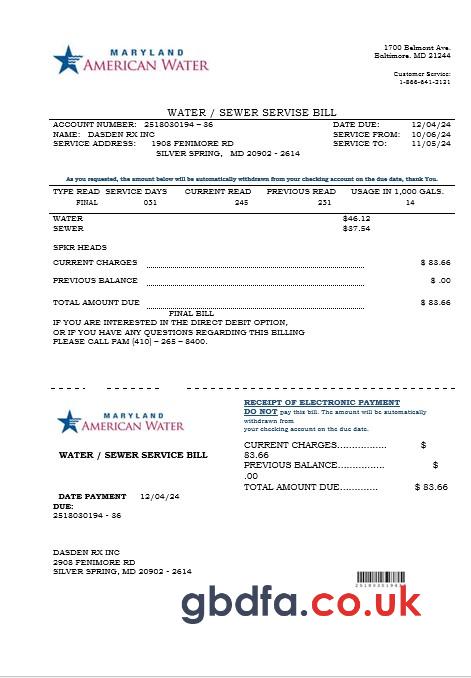 MARYLAND
AMERICAN WATER
1700 Belmont Ave.
Baltimore, MD 21244
Customer Service:
1-866-641-2131
WATER / SEWER SERVISE BILL
ACCOUNT NUMBER: 2518030194 – 36 DATE DUE: 12/04/24
NAME: DASDEN RX INC SERVICE FROM: 10/06/24
SERVICE ADDRESS: 1908 FENIMORE RD SERVICE TO: 11/05/24
SILVER SPRING, MD 20902 - 2614
As you requested, the amount below will be automatically withdrawn from your checking account on the due date, thank You.
TYPE READ SERVICE DAYS CURRENT READ PREVIOUS READ USAGE IN 1,000 GALS.
FINAL 031 245 231 14
WATER $46.12
SEWER $37.54
SPKR HEADS
CURRENT CHARGES $ 83.66
PREVIOUS BALANCE $ .00
TOTAL AMOUNT DUE $ 83.66
FINAL BILL
IF YOU ARE INTERESTED IN THE DIRECT DEBIT OPTION,
OR IF YOU HAVE ANY QUESTIONS REGARDING THIS BILLING
PLEASE CALL PAM (410) – 265 – 8400.
MARYLAND
AMERICAN WATER
WATER / SEWER SERVICE BILL
DATE PAYMENT 12/04/24
DUE:
2518030194 - 36
RECEIPT OF ELECTRONIC PAYMENT
DO NOT pay this bill. The amount will be automatically
withdrawn from
your checking account on the due date.
CURRENT CHARGES................. $
83.66
PREVIOUS BALANCE................ $
.00
TOTAL AMOUNT DUE............. $ 83.66
DASDEN RX INC
2908 FENIMORE RD
SILVER SPRING, MD 20902 - 2614
gbdfa.co.uk